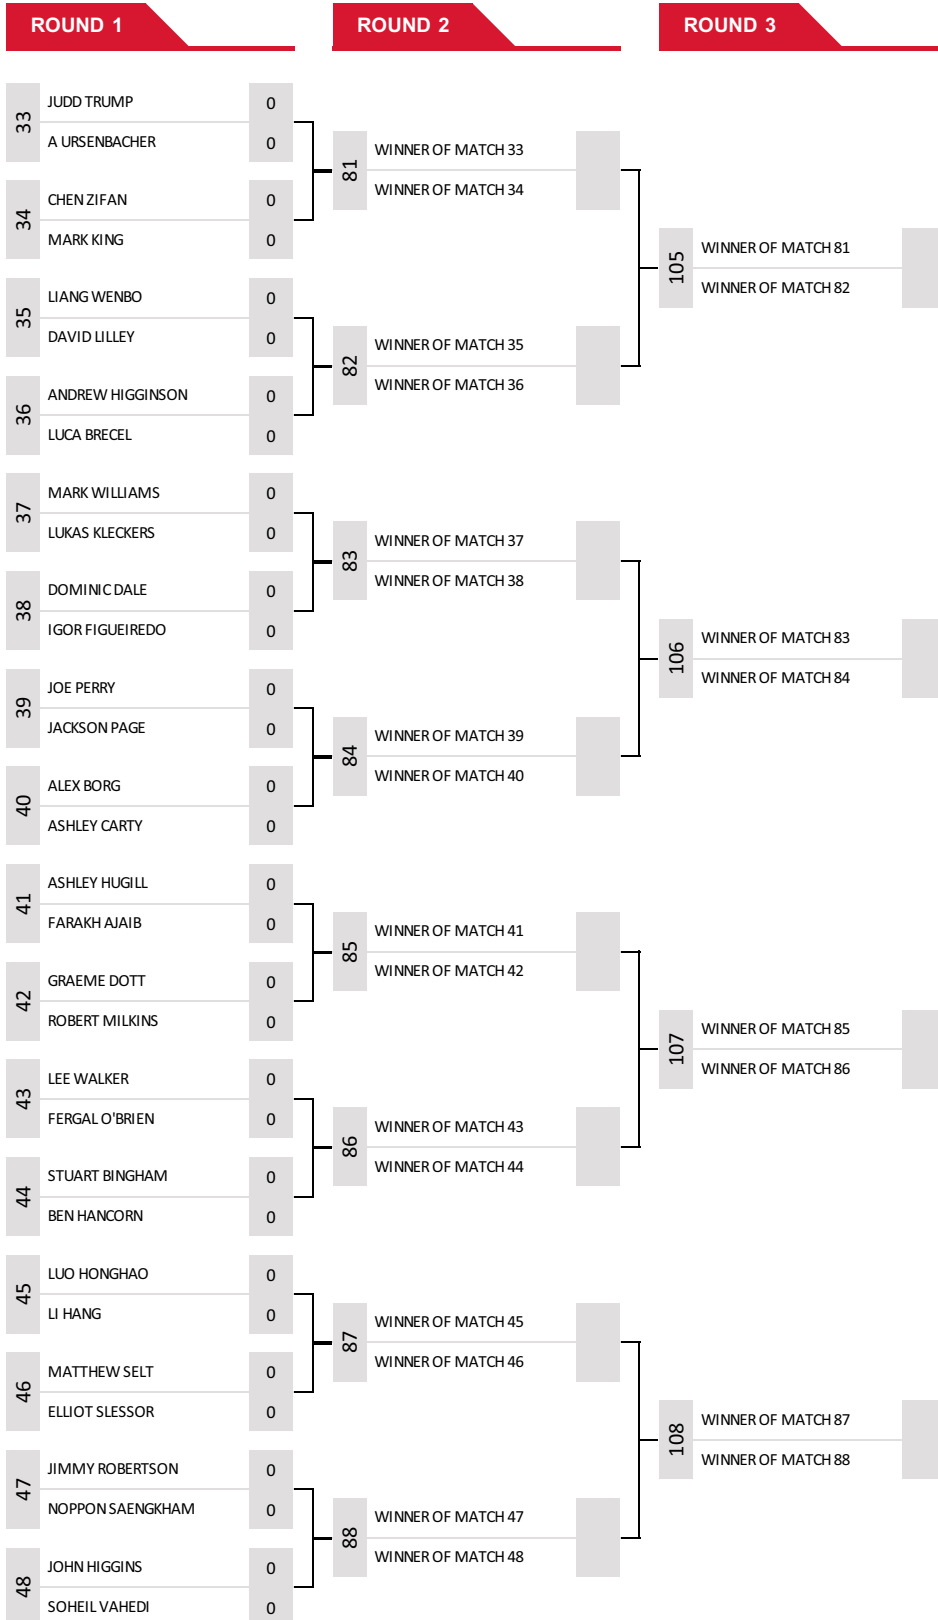 ROUND 1
ROUND 2
ROUND 3
33
JUDD TRUMP 0
A URSENBACHER 0
34
CHEN ZIFAN 0
MARK KING 0
35
LIANG WENBO 0
DAVID LILLEY 0
36
ANDREW HIGGINSON 0
LUCA BRECEL 0
37
MARK WILLIAMS 0
LUKAS KLECKERS 0
38
DOMINIC DALE 0
IGOR FIGUEIREDO 0
39
JOE PERRY 0
JACKSON PAGE 0
40
ALEX BORG 0
ASHLEY CARTY 0
41
ASHLEY HUGILL 0
FARAKH AJAIB 0
42
GRAEME DOTT 0
ROBERT MILKINS 0
43
LEE WALKER 0
FERGAL O'BRIEN 0
44
STUART BINGHAM 0
BEN HANCORN 0
45
LUO HONGHAO 0
LI HANG 0
46
MATTHEW SELT 0
ELLIOT SLESSOR 0
47
JIMMY ROBERTSON 0
NOPPON SAENGKHAM 0
48
JOHN HIGGINS 0
SOHEIL VAHEDI 0
81
WINNER OF MATCH 33
WINNER OF MATCH 34
82
WINNER OF MATCH 35
WINNER OF MATCH 36
83
WINNER OF MATCH 37
WINNER OF MATCH 38
84
WINNER OF MATCH 39
WINNER OF MATCH 40
85
WINNER OF MATCH 41
WINNER OF MATCH 42
86
WINNER OF MATCH 43
WINNER OF MATCH 44
87
WINNER OF MATCH 45
WINNER OF MATCH 46
88
WINNER OF MATCH 47
WINNER OF MATCH 48
105
WINNER OF MATCH 81
WINNER OF MATCH 82
106
WINNER OF MATCH 83
WINNER OF MATCH 84
107
WINNER OF MATCH 85
WINNER OF MATCH 86
108
WINNER OF MATCH 87
WINNER OF MATCH 88